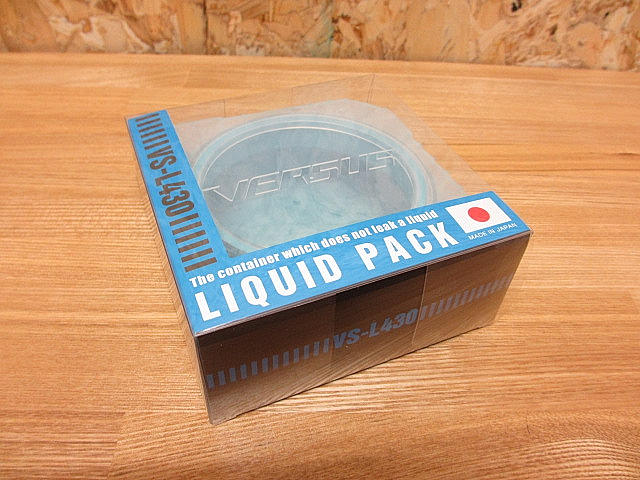 VS-L430
VERSUS
The container which does not leak a liquid
LIQUID PACK
MADE IN JAPAN
VS-L430